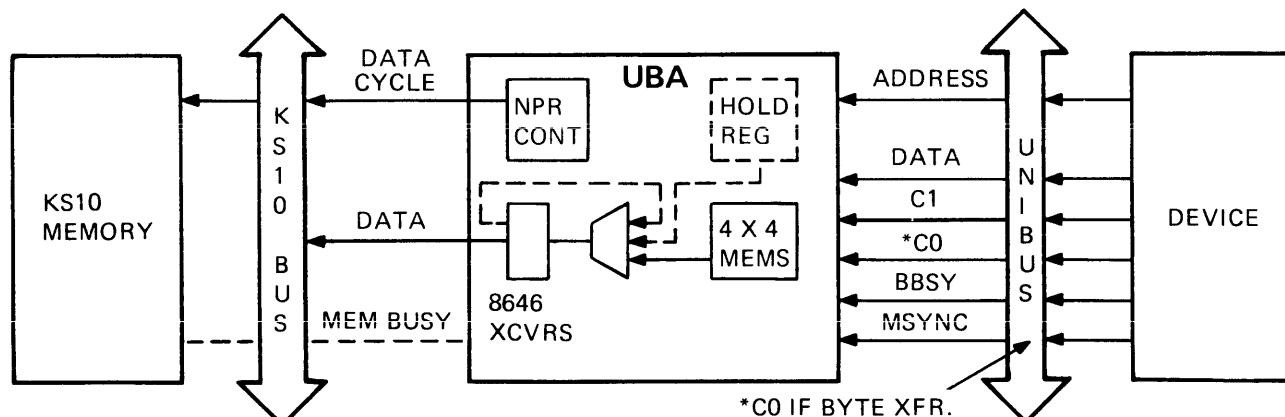 KS10
MEMORY
K
S
1
0
B
U
S
DATA
CYCLE
DATA
MEM BUSY
UBA
NPR
CONT
HOLD
REG
4 X 4
MEMS
8646
XCVRS
ADDRESS
DATA
C1
*C0
BBSY
MSYNC
U
N
I
B
U
S
DEVICE
*C0 IF BYTE XFR.